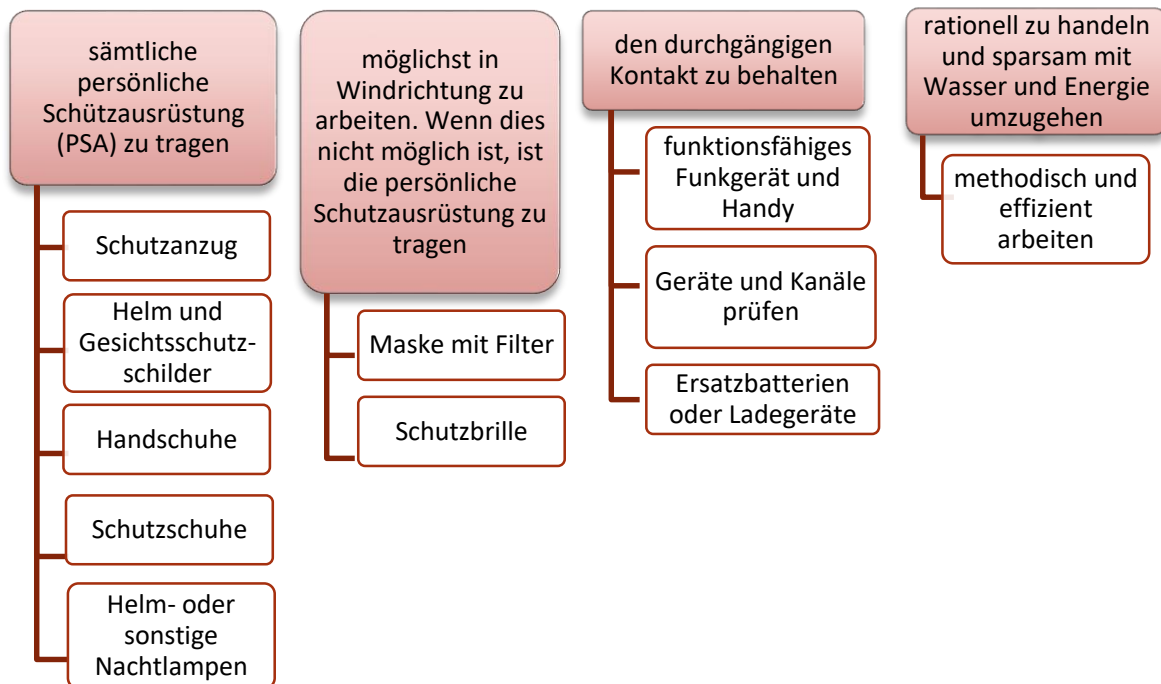 sämtliche
persönliche
Schützausrüstung
(PSA) zu tragen
Schutzanzug
Helm und
Gesichtsschutz-
schilder
Handschuhe
Schutzschuhe
Helm- oder
sonstige
Nachtlampen
möglichst in
Windrichtung zu
arbeiten. Wenn dies
nicht möglich ist, ist
die persönliche
Schutzausrüstung zu
tragen
Maske mit Filter
Schutzbrille
den durchgängigen
Kontakt zu behalten
funktionsfähiges
Funkgerät und
Handy
Geräte und Kanäle
prüfen
Ersatzbatterien
oder Ladegeräte
rationell zu handeln
und sparsam mit
Wasser und Energie
umzugehen
methodisch und
effizient
arbeiten